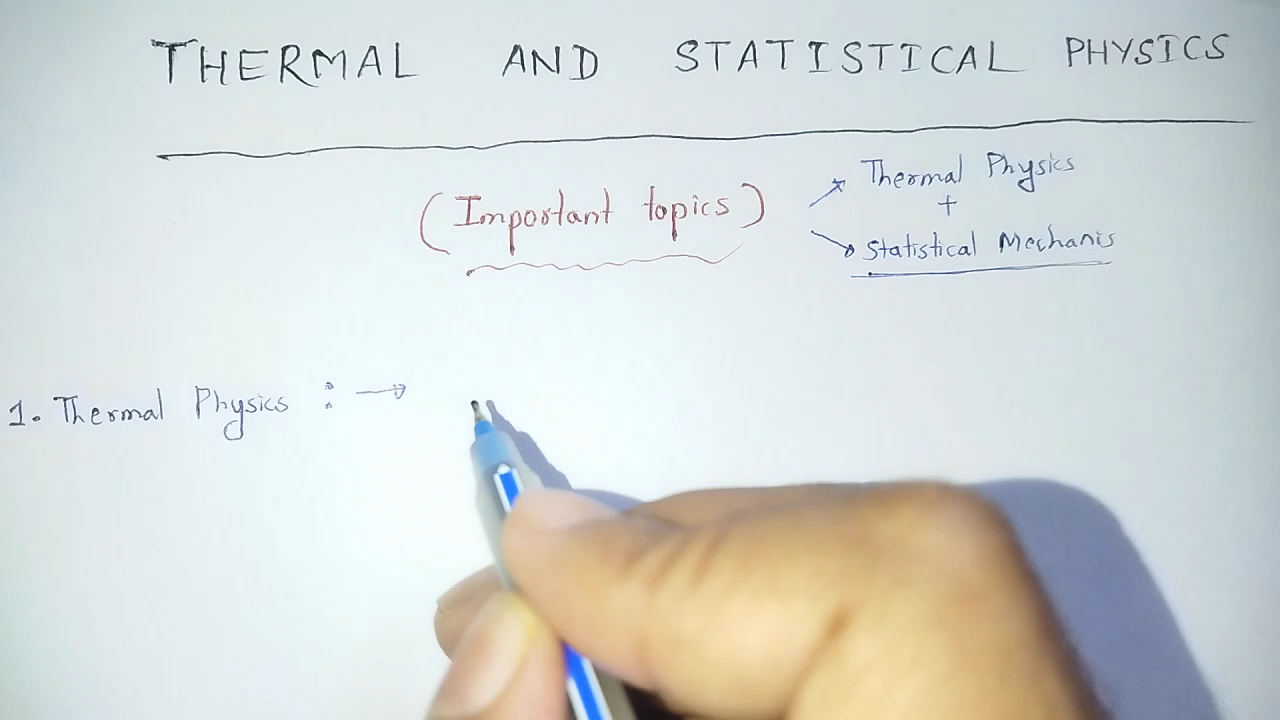 THERMAL AND STATISTICAL PHYSICS
(Important topics)
Thermal Physics
+
Statistical Mechanis
1. Thermal Physics : →